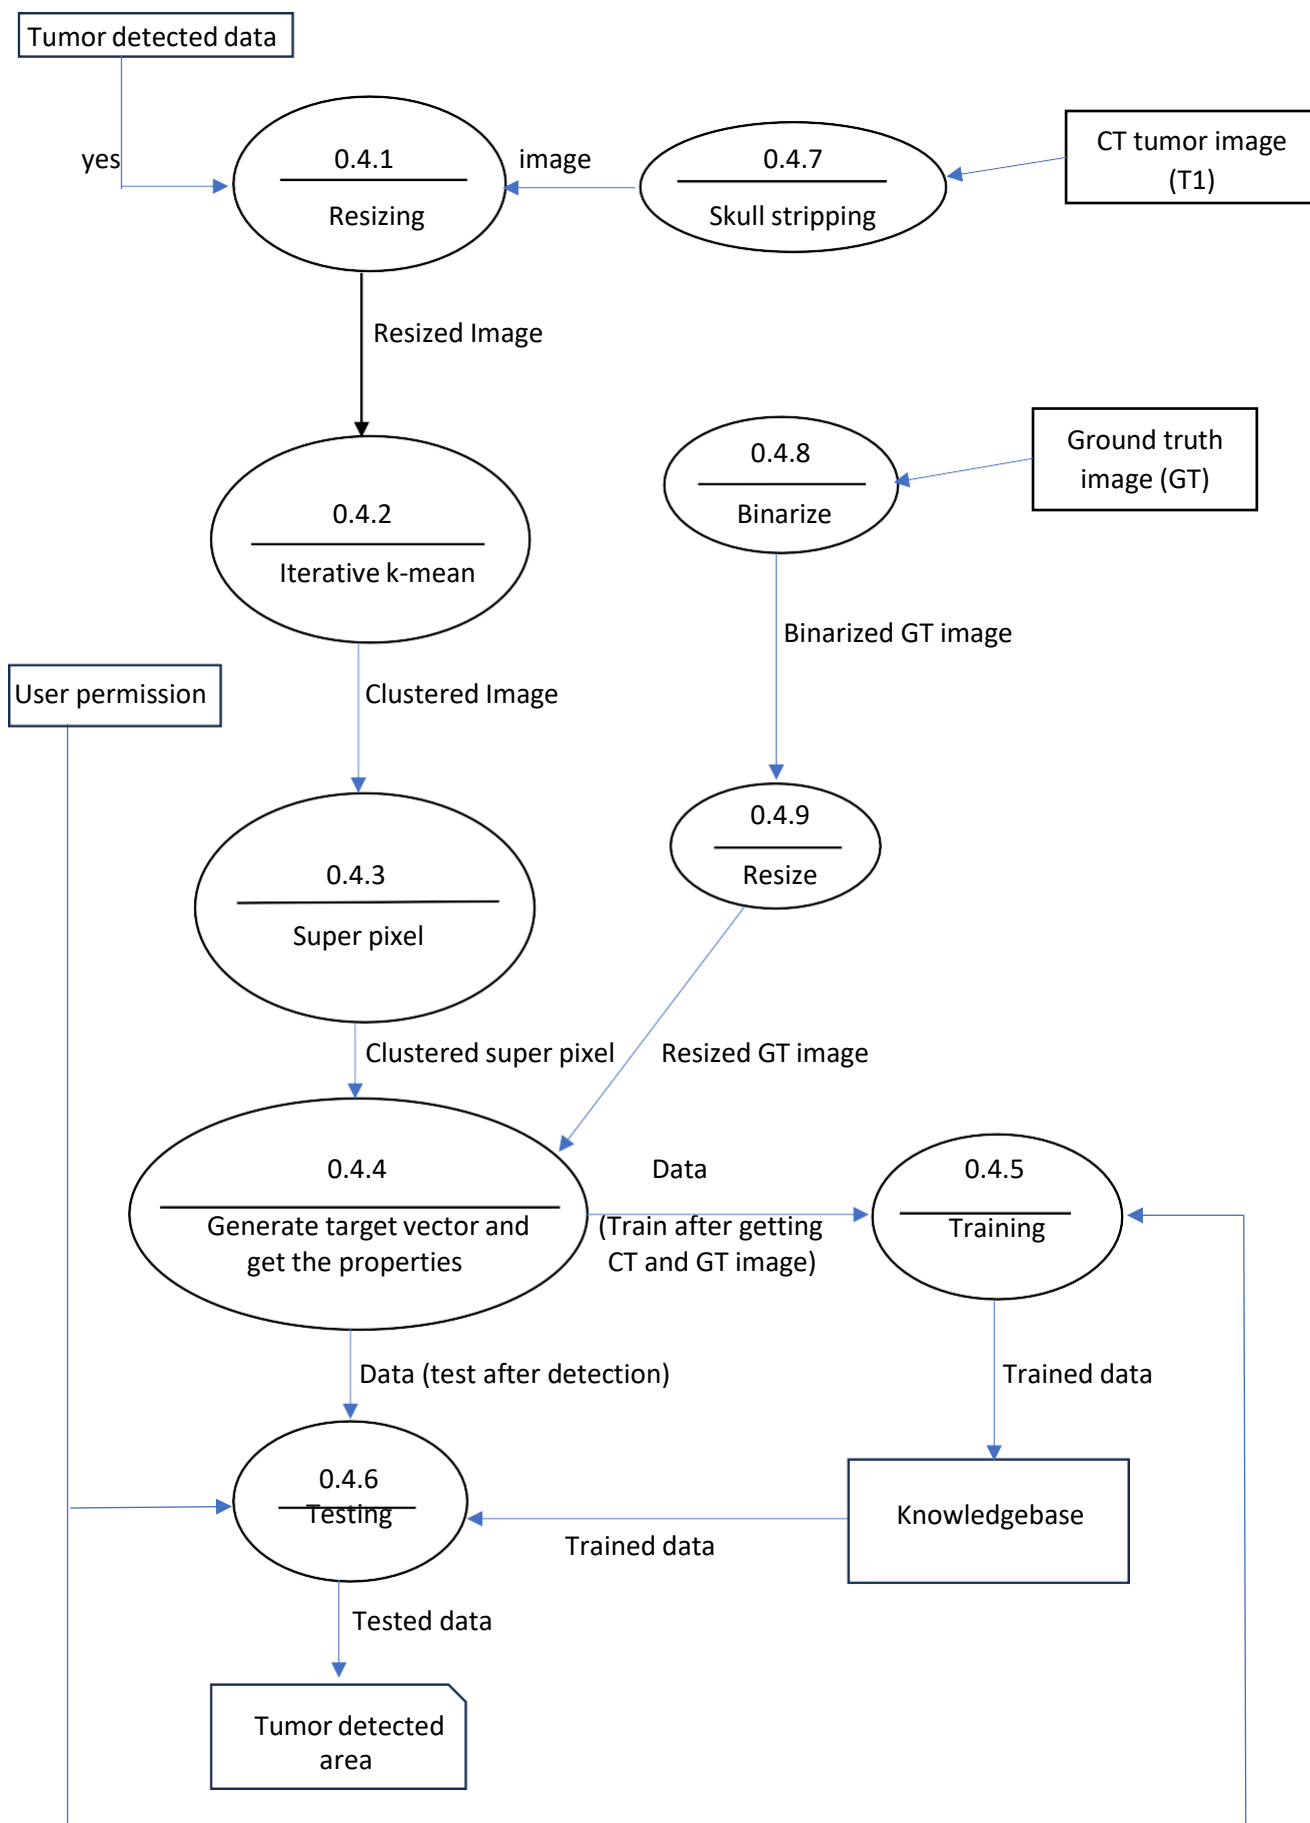 Tumor detected data
yes
0.4.1
Resizing
image
0.4.7
Skull stripping
CT tumor image
(T1)
Resized Image
0.4.2
Iterative k-mean
0.4.8
Binarize
Ground truth
image (GT)
Binarized GT image
User permission
Clustered Image
0.4.3
Super pixel
0.4.9
Resize
Clustered super pixel
Resized GT image
0.4.4
Generate target vector and
get the properties
Data
(Train after getting
CT and GT image)
0.4.5
Training
Data (test after detection)
Trained data
0.4.6
Testing
Trained data
Knowledgebase
Tested data
Tumor detected
area